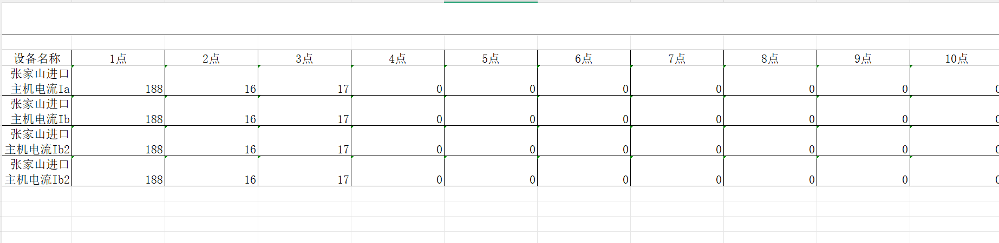 设备名称 1点 2点 3点 4点 5点 6点 7点 8点 9点 10点
张家山进口
主机电流Ia 188 16 17 0 0 0 0 0 0 0
张家山进口
主机电流Ib 188 16 17 0 0 0 0 0 0 0
张家山进口
主机电流Ib2 188 16 17 0 0 0 0 0 0 0
张家山进口
主机电流Ib2 188 16 17 0 0 0 0 0 0 0